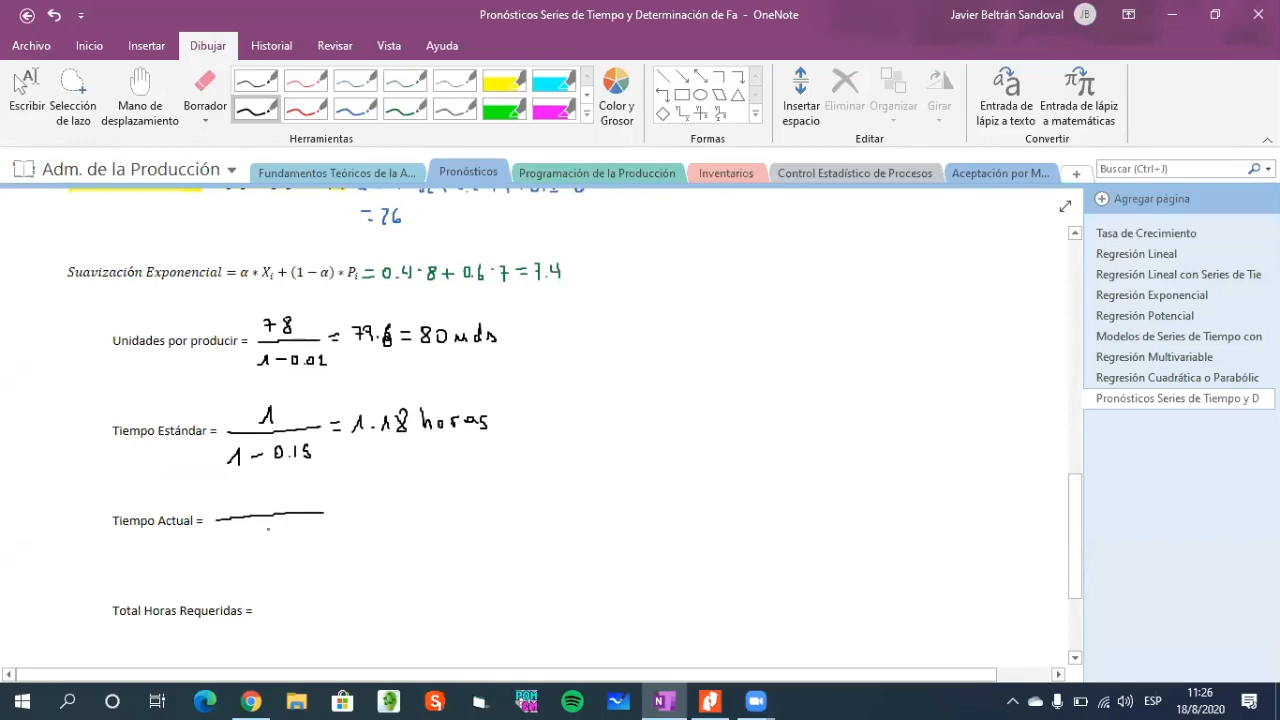 Pronósticos Series de Tiempo y Determinación de Fa - OneNote
Javier Beltrán Sandoval
JB
Archivo Inicio Insertar Dibujar Historial Revisar Vista Ayuda
Escribir
Selección de lazo
Mano de desplazamiento
Borrador
Color y Grosor
Insertar espacio
Eliminar
Organizar
Girar
Entrada de lápiz a texto
Entrada de lápiz a matemáticas
Herramientas Formas Editar Convertir
Adm. de la Producción
Fundamentos Teóricos de la A...
Pronósticos
Programación de la Producción
Inventarios
Control Estadístico de Procesos
Aceptación por M...
Buscar (Ctrl+J)
Agregar página
Tasa de Crecimiento
Regresión Lineal
Regresión Lineal con Series de Tie
Regresión Exponencial
Regresión Potencial
Modelos de Series de Tiempo con
Regresión Multivariable
Regresión Cuadrática o Parabólic
Pronósticos Series de Tiempo y D
= 26
Suavización Exponencial = α ∗ Xi + (1 − α) ∗ Pi = 0.4 · 8 + 0.6 · 7 = 7.4
78
Unidades por producir = = 79.6 = 80 uds
1 - 0.02
1
Tiempo Estándar = = 1.18 horas
1 - 0.15
Tiempo Actual =
Total Horas Requeridas =
ESP
11:26
18/8/2020